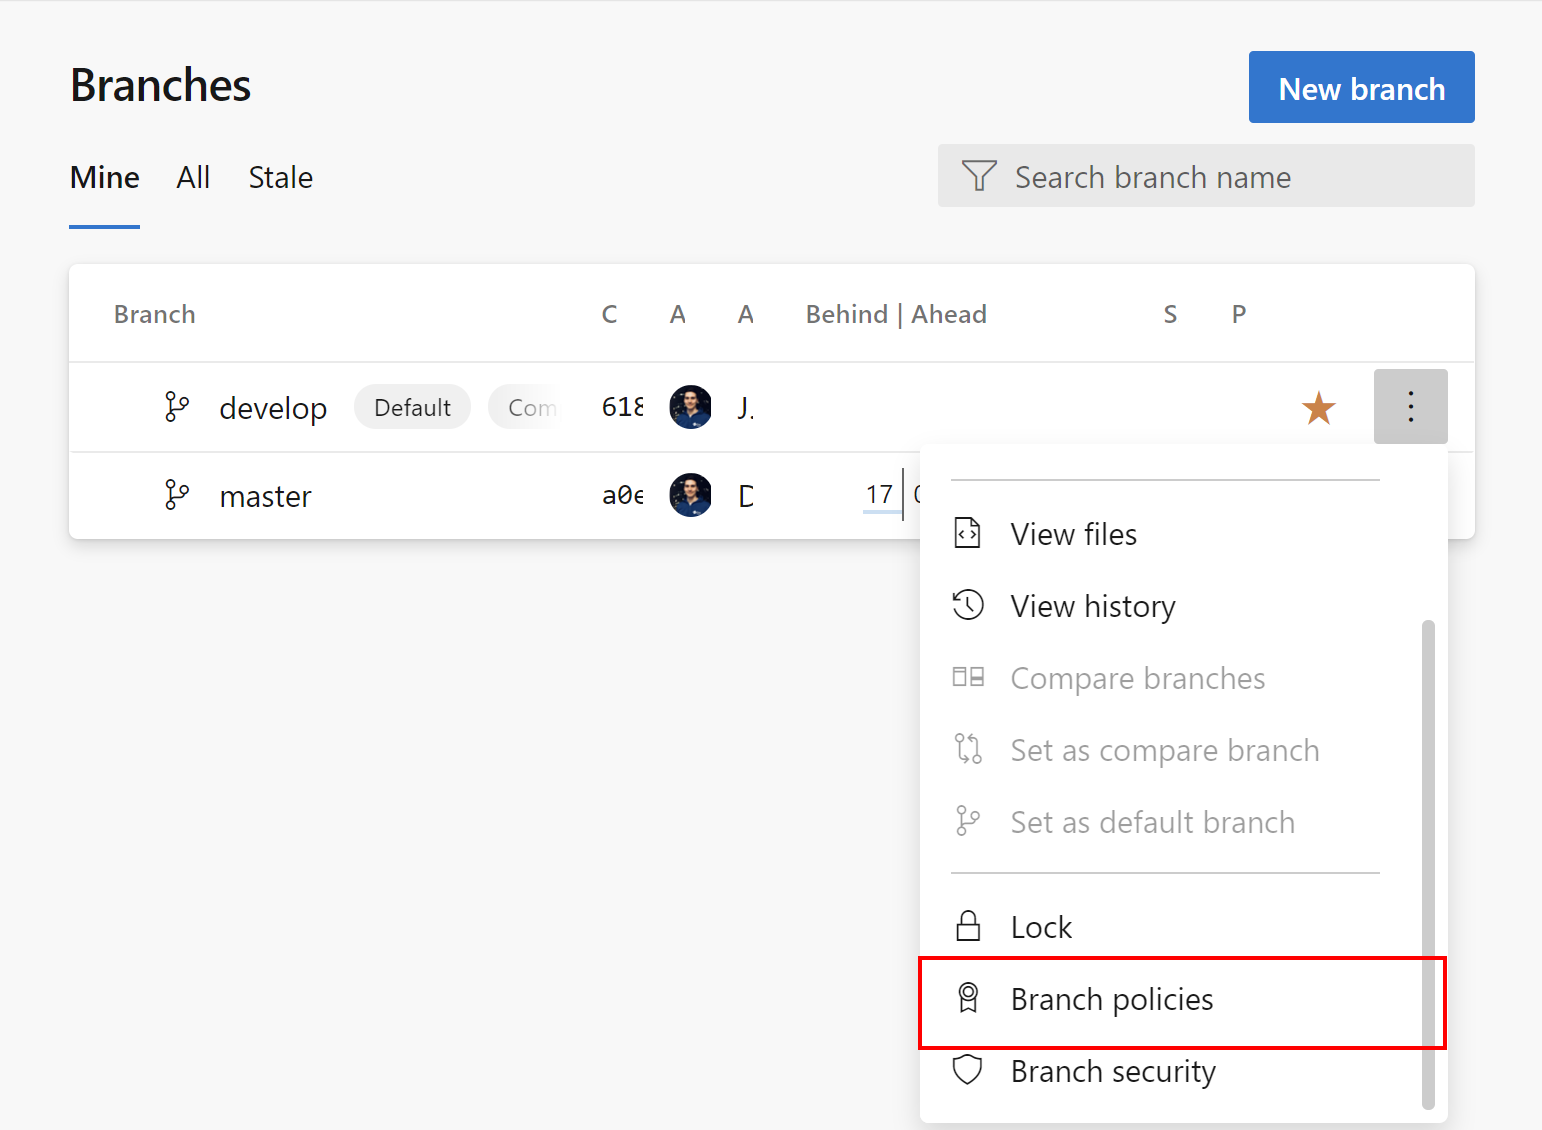 Branches
New branch
Mine All Stale
Search branch name
Branch C A A Behind | Ahead S P
develop Default Com 618 J.
master a0e D 17
View files
View history
Compare branches
Set as compare branch
Set as default branch
Lock
Branch policies
Branch security